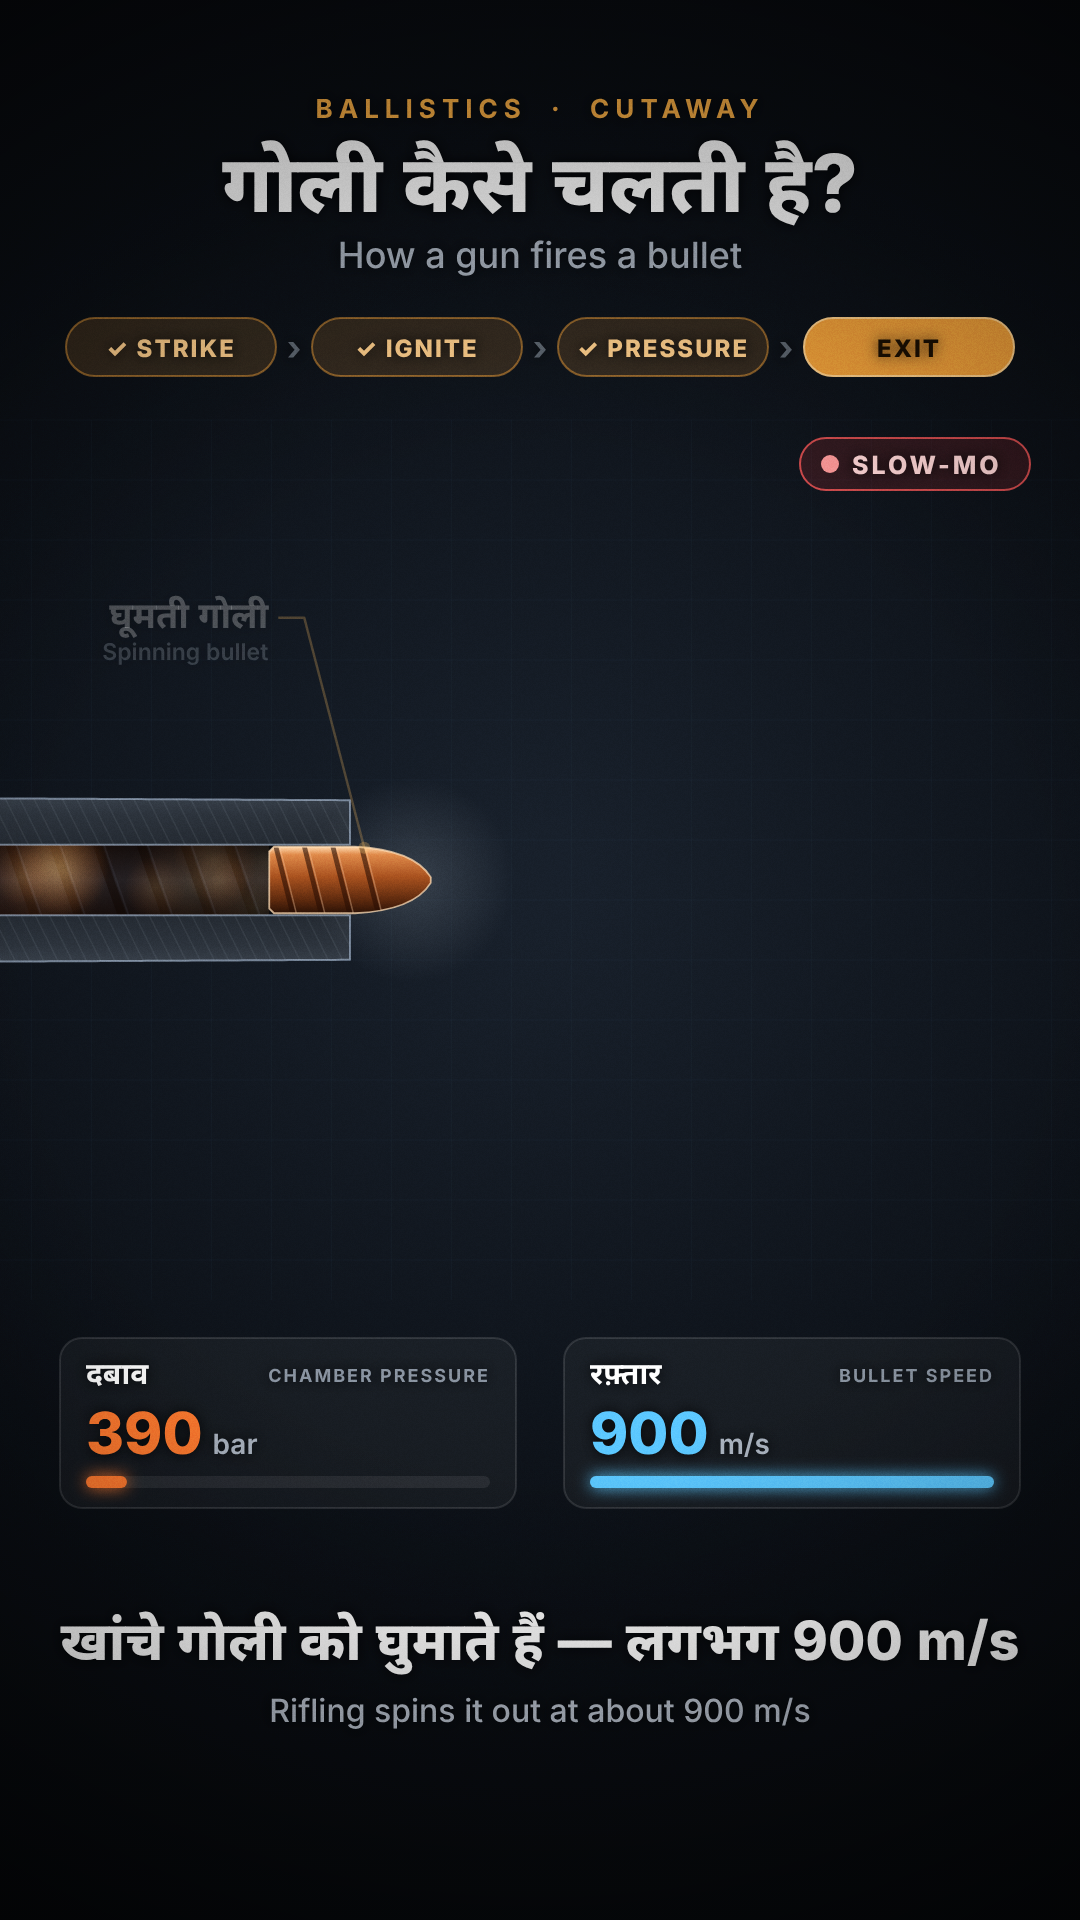 BALLISTICS · CUTAWAY
गोली कैसे चलती है?
How a gun fires a bullet
✓ STRIKE › ✓ IGNITE › ✓ PRESSURE › EXIT
SLOW-MO
घूमती गोली
Spinning bullet
दबाव CHAMBER PRESSURE
390 bar
रफ़्तार BULLET SPEED
900 m/s
खांचे गोली को घुमाते हैं — लगभग 900 m/s
Rifling spins it out at about 900 m/s